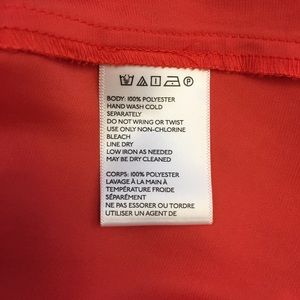 BODY: 100% POLYESTER
HAND WASH COLD
SEPARATELY
DO NOT WRING OR TWIST
USE ONLY NON-CHLORINE
BLEACH
LINE DRY
LOW IRON AS NEEDED
MAY BE DRY CLEANED
CORPS: 100% POLYESTER
LAVAGE À LA MAIN À
TEMPÉRATURE FROIDE
SÉPARÉMENT
NE PAS ESSORER OU TORDRE
UTILISER UN AGENT DE